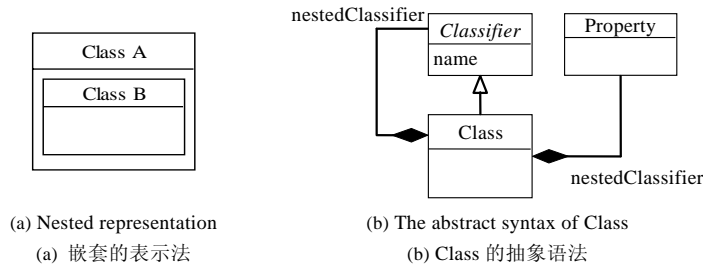 Class A
Class B
(a) Nested representation
(a) 嵌套的表示法
nestedClassifier
Classifier
name
Property
Class
nestedClassifier
(b) The abstract syntax of Class
(b) Class 的抽象语法